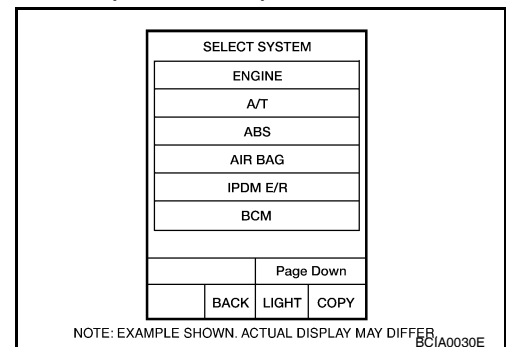 SELECT SYSTEM
ENGINE
A/T
ABS
AIR BAG
IPDM E/R
BCM
Page Down
BACK LIGHT COPY
NOTE: EXAMPLE SHOWN. ACTUAL DISPLAY MAY DIFFER.
BCIA0030E